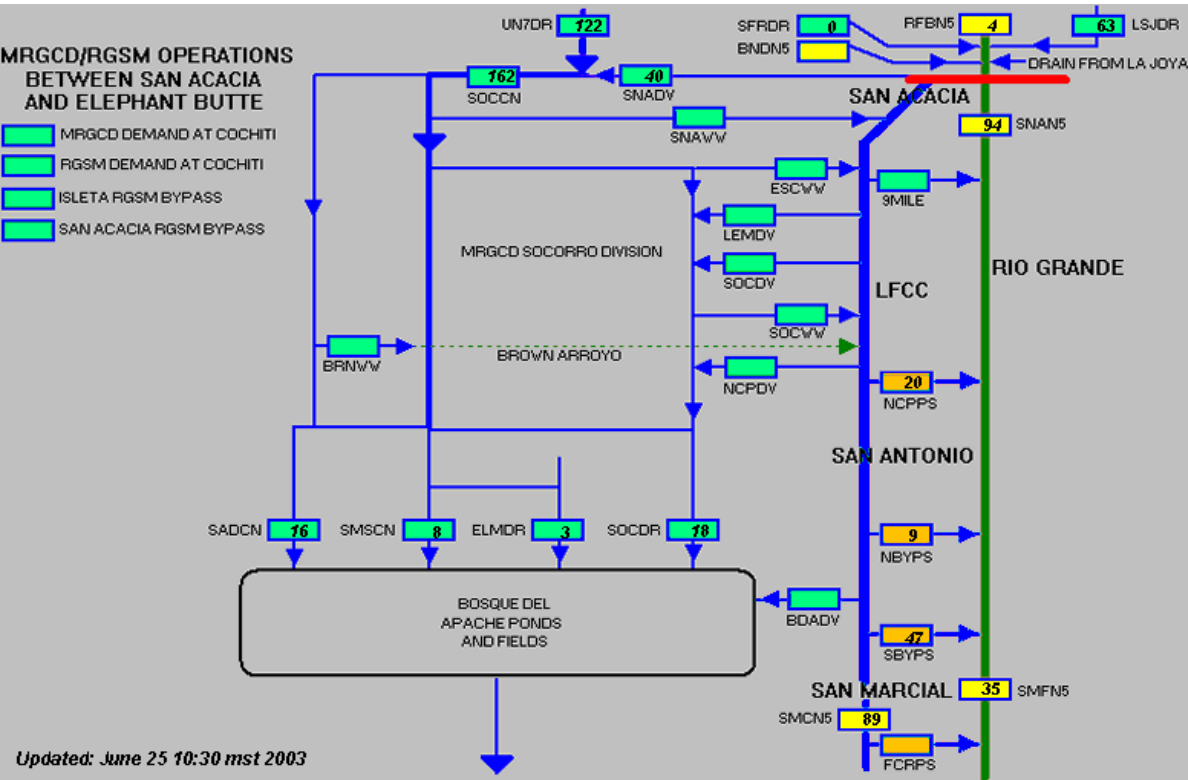 MRGCD/RGSM OPERATIONS
BETWEEN SAN ACACIA
AND ELEPHANT BUTTE
MRGCD DEMAND AT COCHITI
RGSM DEMAND AT COCHITI
ISLETA RGSM BYPASS
SAN ACACIA RGSM BYPASS
UN7DR 122
SFRDR 0
RFBN5 4
63 LSJDR
BNDN5
DRAIN FROM LA JOYA
162
SOCCN
40
SNADV
SAN ACACIA
94 SNAN5
SNAWW
ESCWW
9MILE
LEMDV
MRGCD SOCORRO DIVISION
SOCDV
RIO GRANDE
LFCC
SOCWW
BRNWW
BROWN ARROYO
NCPDV
20
NCPPS
SAN ANTONIO
SADCN 16
SMSCN 8
ELMDR 3
SOCDR 18
9
NBYPS
BOSQUE DEL
APACHE PONDS
AND FIELDS
BDADV
47
SBYPS
SAN MARCIAL
35 SMFN5
SMCN5 89
FCRPS
Updated: June 25 10:30 mst 2003